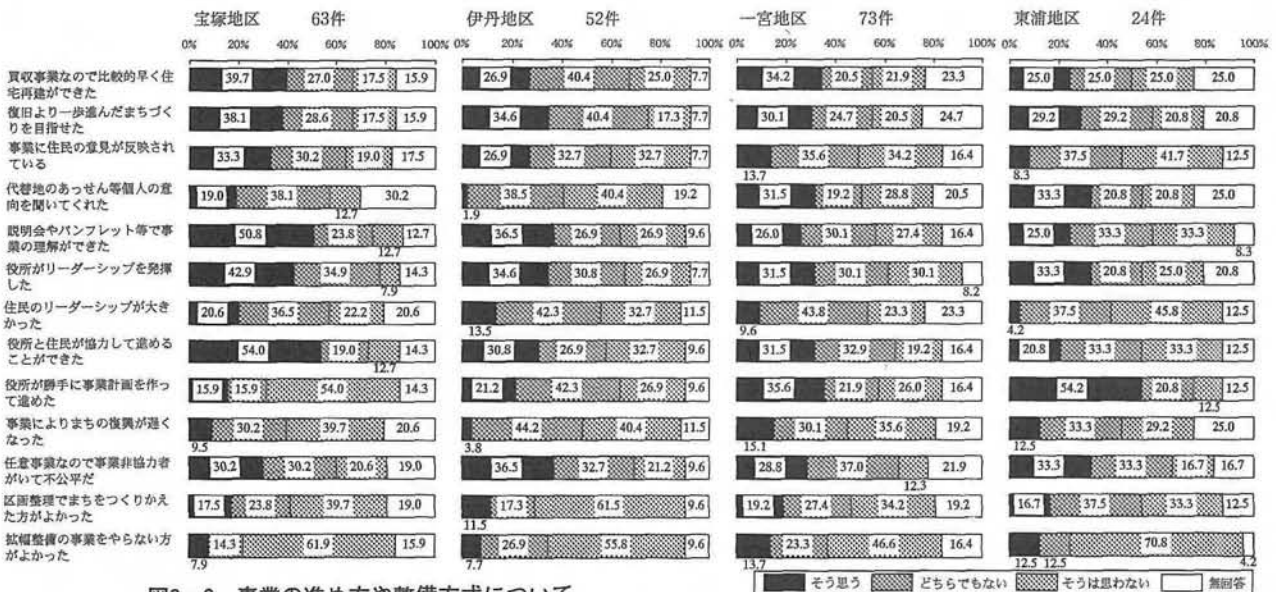 宝塚地区 63件 伊丹地区 52件 一宮地区 73件 東浦地区 24件
0% 20% 40% 60% 80% 100% 0% 20% 40% 60% 80% 100% 0% 20% 40% 60% 80% 100% 0% 20% 40% 60% 80% 100%
買収事業なので比較的早く住
宅再建ができた
39.7 27.0 17.5 15.9 26.9 40.4 25.0 7.7 34.2 20.5 21.9 23.3 25.0 25.0 25.0 25.0
復旧より一歩進んだまちづく
りを目指せた
38.1 28.6 17.5 15.9 34.6 40.4 17.3 7.7 30.1 24.7 20.5 24.7 29.2 29.2 20.8 20.8
事業に住民の意見が反映され
ている
33.3 30.2 19.0 17.5 26.9 32.7 32.7 7.7 13.7 35.6 34.2 16.4 8.3 37.5 41.7 12.5
代替地のあっせん等個人の意
向を聞いてくれた
19.0 38.1 12.7 30.2 1.9 38.5 40.4 19.2 31.5 19.2 28.8 20.5 33.3 20.8 20.8 25.0
説明会やパンフレット等で事
業の理解ができた
50.8 23.8 12.7 12.7 36.5 26.9 26.9 9.6 26.0 30.1 27.4 16.4 25.0 33.3 33.3 8.3
役所がリーダーシップを発揮
した
42.9 34.9 7.9 14.3 34.6 30.8 26.9 7.7 31.5 30.1 30.1 8.2 33.3 20.8 25.0 20.8
住民のリーダーシップが大き
かった
20.6 36.5 22.2 20.6 13.5 42.3 32.7 11.5 9.6 43.8 23.3 23.3 4.2 37.5 45.8 12.5
役所と住民が協力して進める
ことができた
54.0 19.0 12.7 14.3 30.8 26.9 32.7 9.6 31.5 32.9 19.2 16.4 20.8 33.3 33.3 12.5
役所が勝手に事業計画を作っ
て進めた
15.9 15.9 54.0 14.3 21.2 42.3 26.9 9.6 35.6 21.9 26.0 16.4 54.2 20.8 12.5 12.5
事業によりまちの復興が遅く
なった
9.5 30.2 39.7 20.6 3.8 44.2 40.4 11.5 15.1 30.1 35.6 19.2 12.5 33.3 29.2 25.0
任意事業なので事業非協力者
がいて不公平だ
30.2 30.2 20.6 19.0 36.5 32.7 21.2 9.6 28.8 37.0 12.3 21.9 33.3 33.3 16.7 16.7
区画整理でまちをつくりかえ
た方がよかった
17.5 23.8 39.7 19.0 11.5 17.3 61.5 9.6 19.2 27.4 34.2 19.2 16.7 37.5 33.3 12.5
拡幅整備の事業をやらない方
がよかった
7.9 14.3 61.9 15.9 7.7 26.9 55.8 9.6 13.7 23.3 46.6 16.4 12.5 12.5 70.8 4.2
そう思う どちらでもない そうは思わない 無回答